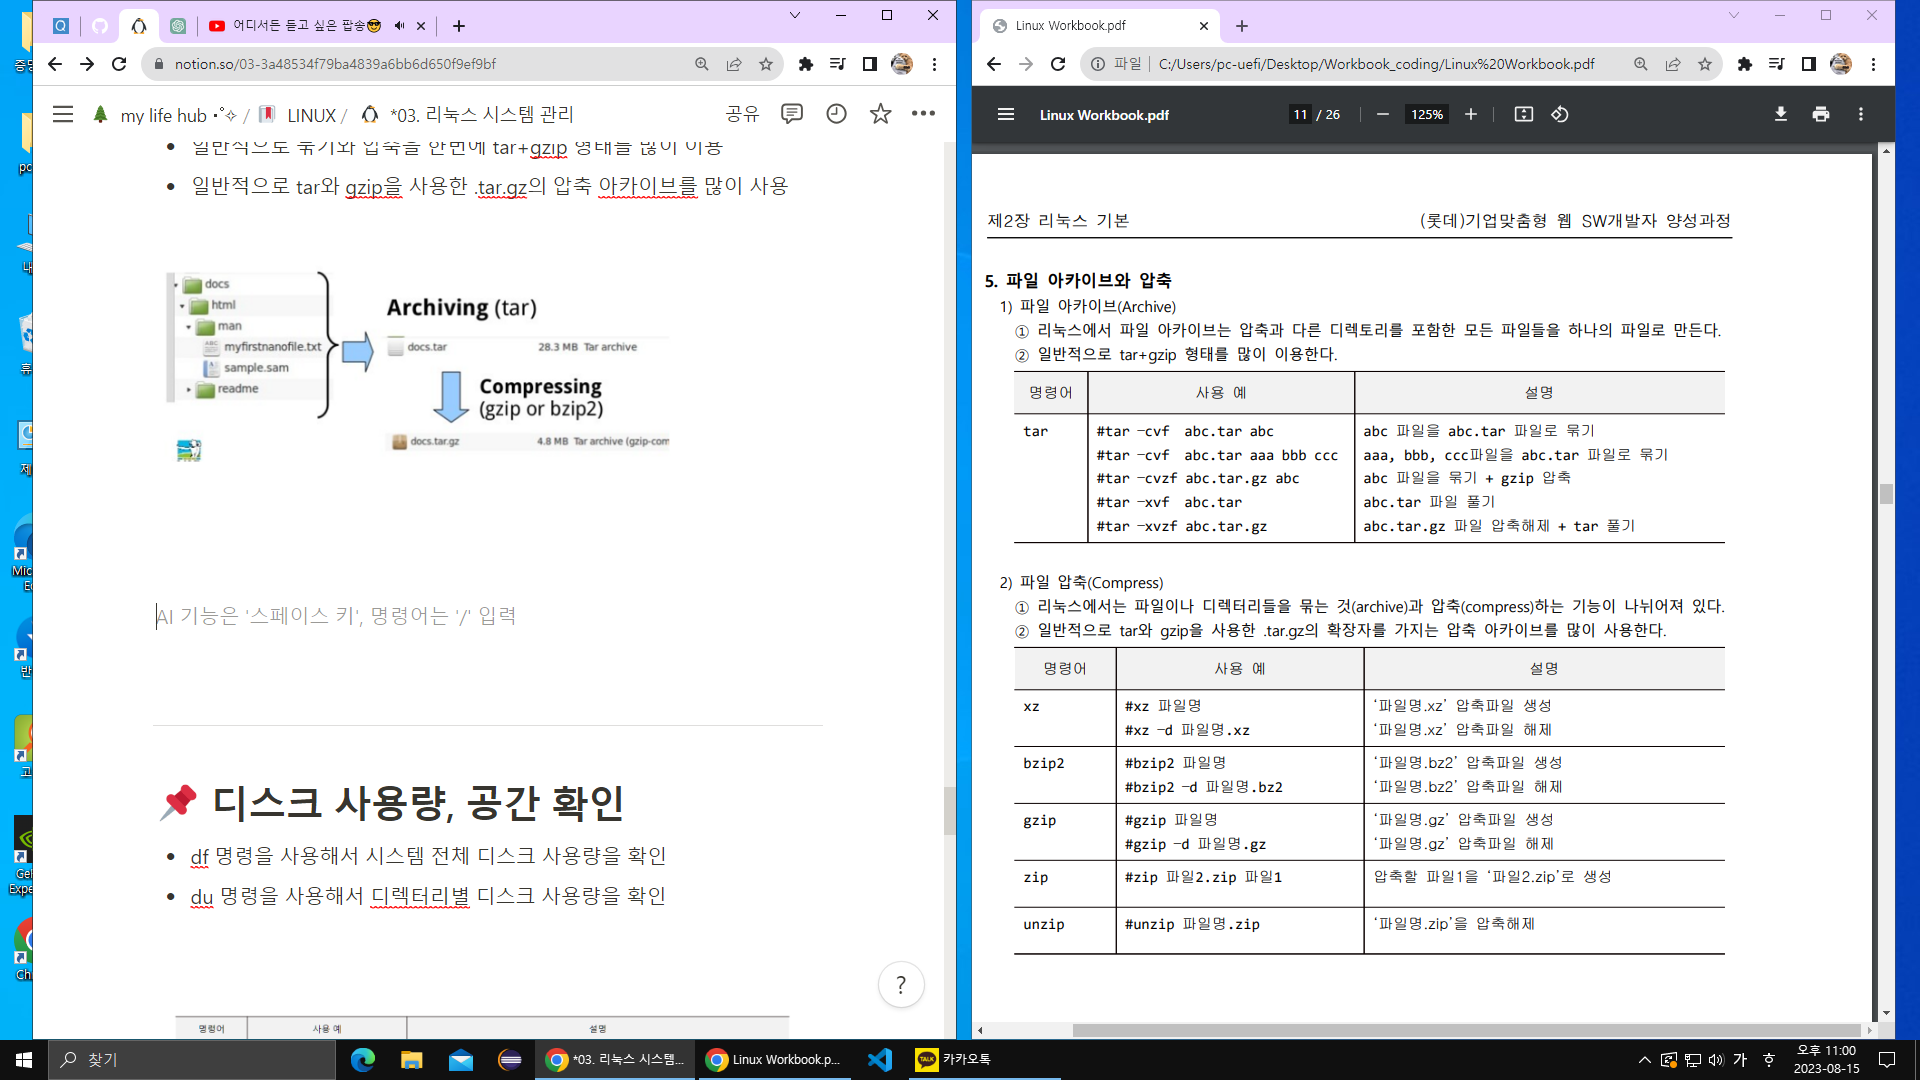 어디서든 듣고 싶은 팝송😎
notion.so/03-3a48534f79ba4839a6bb6d650f9ef9bf
my life hub ･ﾟ✧ / LINUX / *03. 리눅스 시스템 관리
공유
일반적으로 묶기와 압축을 한번에 tar+gzip 형태를 많이 이용
일반적으로 tar와 gzip을 사용한 .tar.gz의 압축 아카이브를 많이 사용
docs
html
man
myfirstnanofile.txt
sample.sam
readme
Archiving (tar)
docs.tar 28.3 MB Tar archive
Compressing
(gzip or bzip2)
docs.tar.gz 4.8 MB Tar archive (gzip-com
AI 기능은 '스페이스 키', 명령어는 '/' 입력
📌 디스크 사용량, 공간 확인
df 명령을 사용해서 시스템 전체 디스크 사용량을 확인
du 명령을 사용해서 디렉터리별 디스크 사용량을 확인
?
명령어 사용 예 설명
Linux Workbook.pdf
파일 | C:/Users/pc-uefi/Desktop/Workbook_coding/Linux%20Workbook.pdf
Linux Workbook.pdf
11 / 26
125%
제2장 리눅스 기본 (롯데)기업맞춤형 웹 SW개발자 양성과정
5. 파일 아카이브와 압축
1) 파일 아카이브(Archive)
① 리눅스에서 파일 아카이브는 압축과 다른 디렉토리를 포함한 모든 파일들을 하나의 파일로 만든다.
② 일반적으로 tar+gzip 형태를 많이 이용한다.
명령어 사용 예 설명
tar #tar -cvf abc.tar abc abc 파일을 abc.tar 파일로 묶기
#tar -cvf abc.tar aaa bbb ccc aaa, bbb, ccc파일을 abc.tar 파일로 묶기
#tar -cvzf abc.tar.gz abc abc 파일을 묶기 + gzip 압축
#tar -xvf abc.tar abc.tar 파일 풀기
#tar -xvzf abc.tar.gz abc.tar.gz 파일 압축해제 + tar 풀기
2) 파일 압축(Compress)
① 리눅스에서는 파일이나 디렉터리들을 묶는 것(archive)과 압축(compress)하는 기능이 나뉘어져 있다.
② 일반적으로 tar와 gzip을 사용한 .tar.gz의 확장자를 가지는 압축 아카이브를 많이 사용한다.
명령어 사용 예 설명
xz #xz 파일명 ‘파일명.xz’ 압축파일 생성
#xz -d 파일명.xz ‘파일명.xz’ 압축파일 해제
bzip2 #bzip2 파일명 ‘파일명.bz2’ 압축파일 생성
#bzip2 -d 파일명.bz2 ‘파일명.bz2’ 압축파일 해제
gzip #gzip 파일명 ‘파일명.gz’ 압축파일 생성
#gzip -d 파일명.gz ‘파일명.gz’ 압축파일 해제
zip #zip 파일2.zip 파일1 압축할 파일1을 ‘파일2.zip’로 생성
unzip #unzip 파일명.zip ‘파일명.zip’을 압축해제
찾기
*03. 리눅스 시스템...
Linux Workbook.p...
TALK
카카오톡
가
오후 11:00
2023-08-15